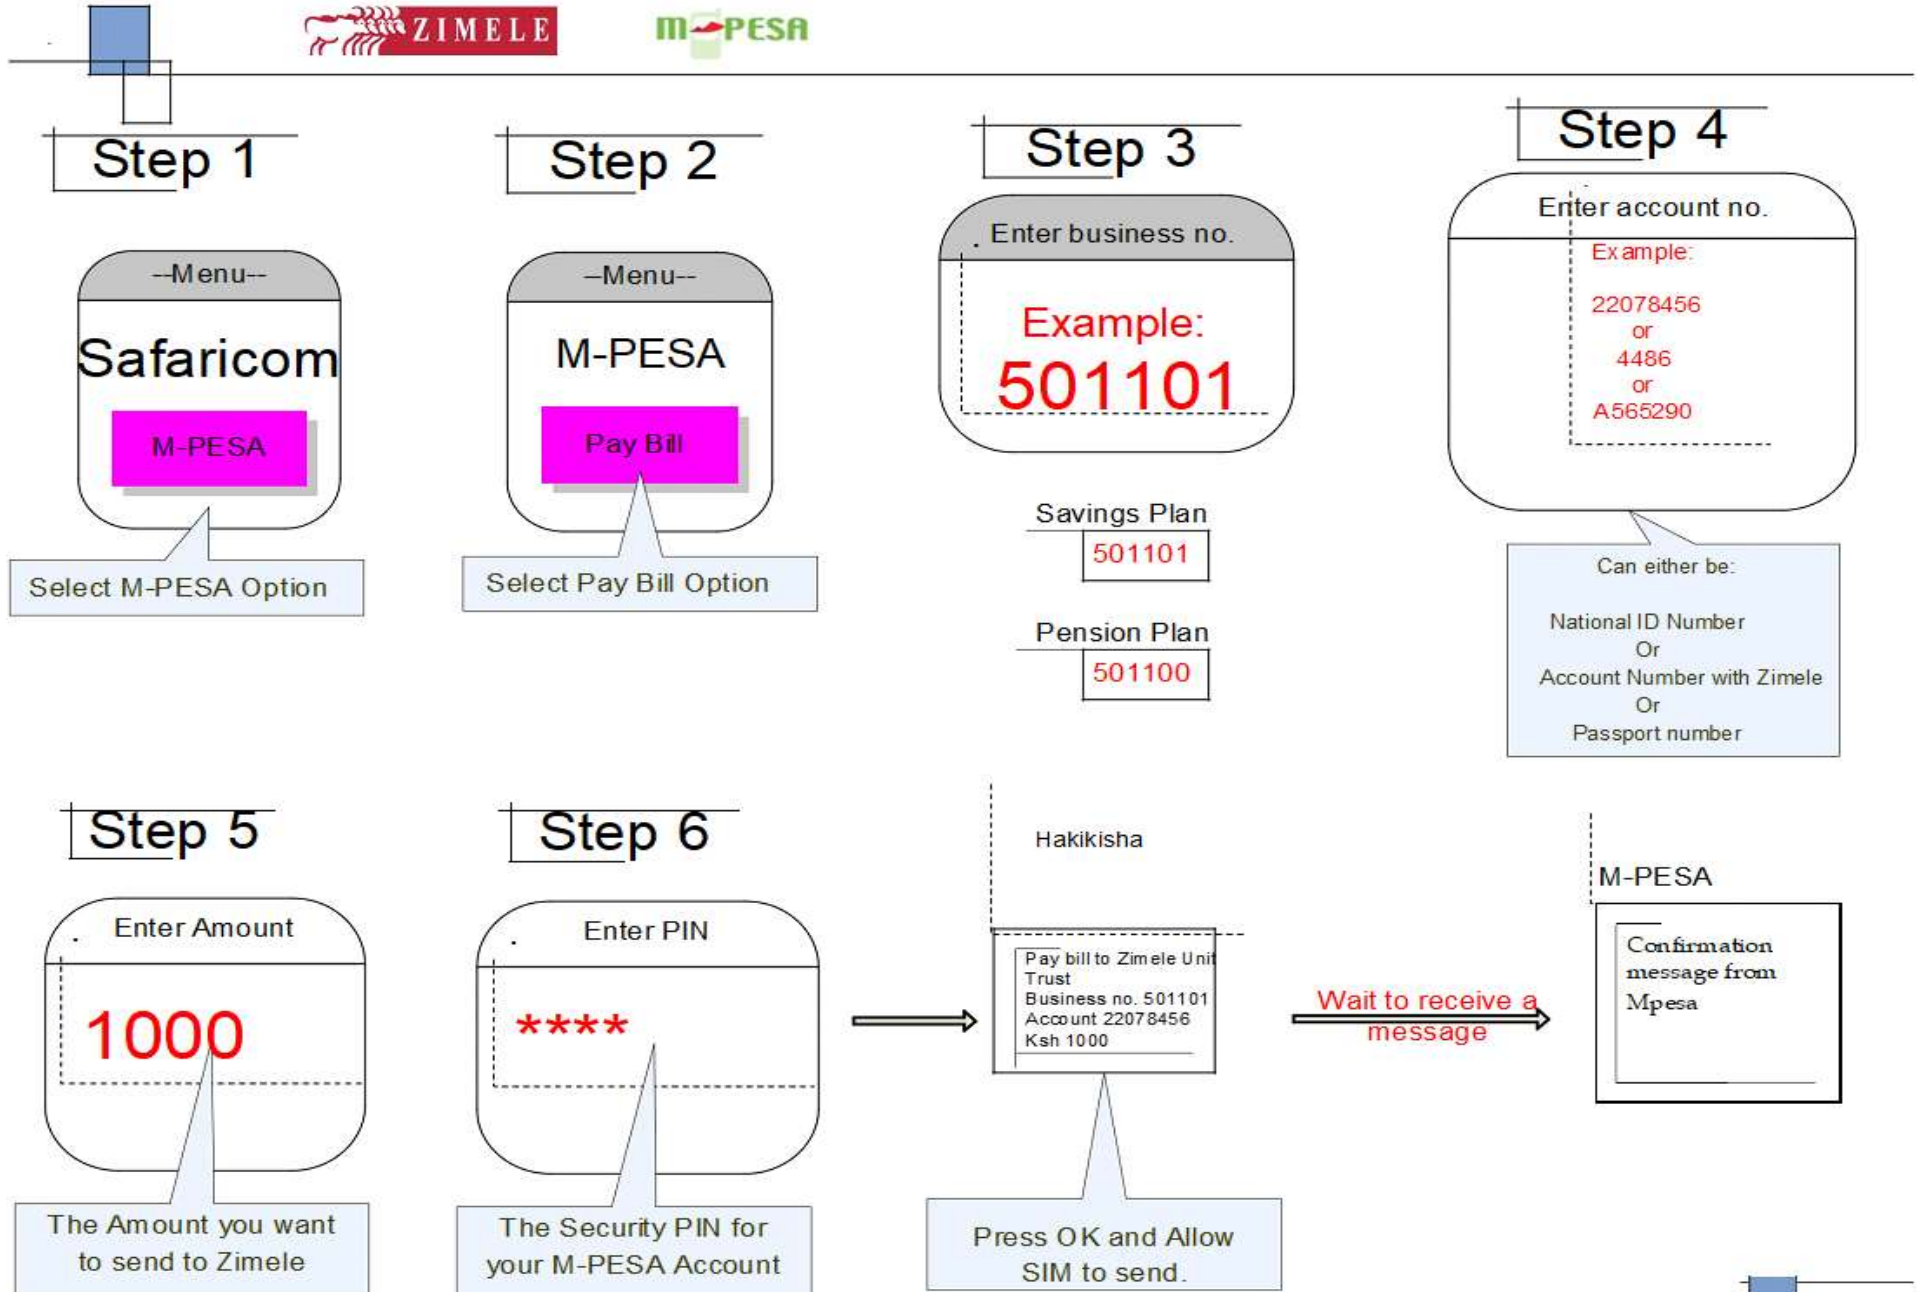 ZIMELE
M-PESA
Step 1
--Menu--
Safaricom
M-PESA
Select M-PESA Option
Step 2
--Menu--
M-PESA
Pay Bill
Select Pay Bill Option
Step 3
Enter business no.
Example:
501101
Savings Plan
501101
Pension Plan
501100
Step 4
Enter account no.
Example:
22078456
or
4486
or
A565290
Can either be:
National ID Number
Or
Account Number with Zimele
Or
Passport number
Step 5
Enter Amount
1000
The Amount you want
to send to Zimele
Step 6
Enter PIN
****
The Security PIN for
your M-PESA Account
Hakikisha
Pay bill to Zimele Unit
Trust
Business no. 501101
Account 22078456
Ksh 1000
Press OK and Allow
SIM to send.
Wait to receive a
message
M-PESA
Confirmation
message from
Mpesa